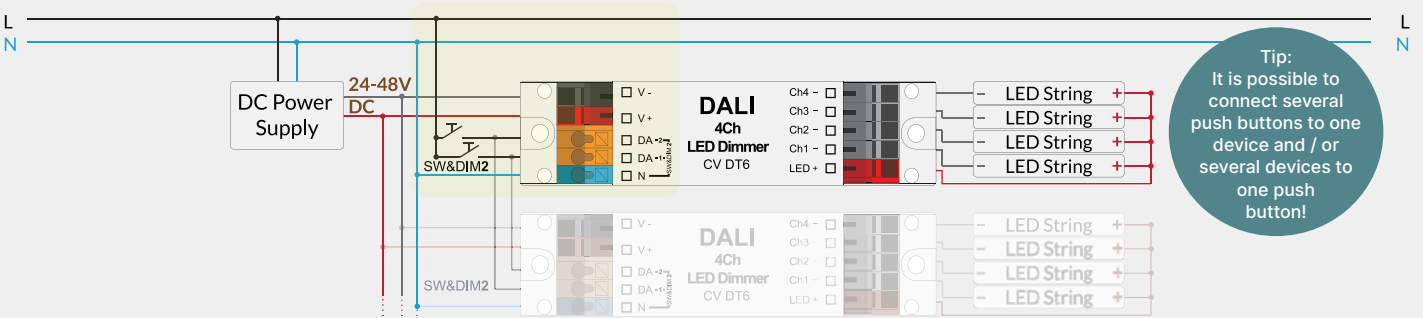 L
L
N
N
24-48V
DC
DC Power
Supply
SW&DIM2
V -
V +
DA -2-
DA -1-
N
SW&DIM2
DALI
4Ch
LED Dimmer
CV DT6
Ch4 -
Ch3 -
Ch2 -
Ch1 -
LED +
- LED String +
- LED String +
- LED String +
- LED String +
Tip:
It is possible to
connect several
push buttons to one
device and / or
several devices to
one push
button!
SW&DIM2
V -
V +
DA -2-
DA -1-
N
SW&DIM2
DALI
4Ch
LED Dimmer
CV DT6
Ch4 -
Ch3 -
Ch2 -
Ch1 -
LED +
- LED String +
- LED String +
- LED String +
- LED String +